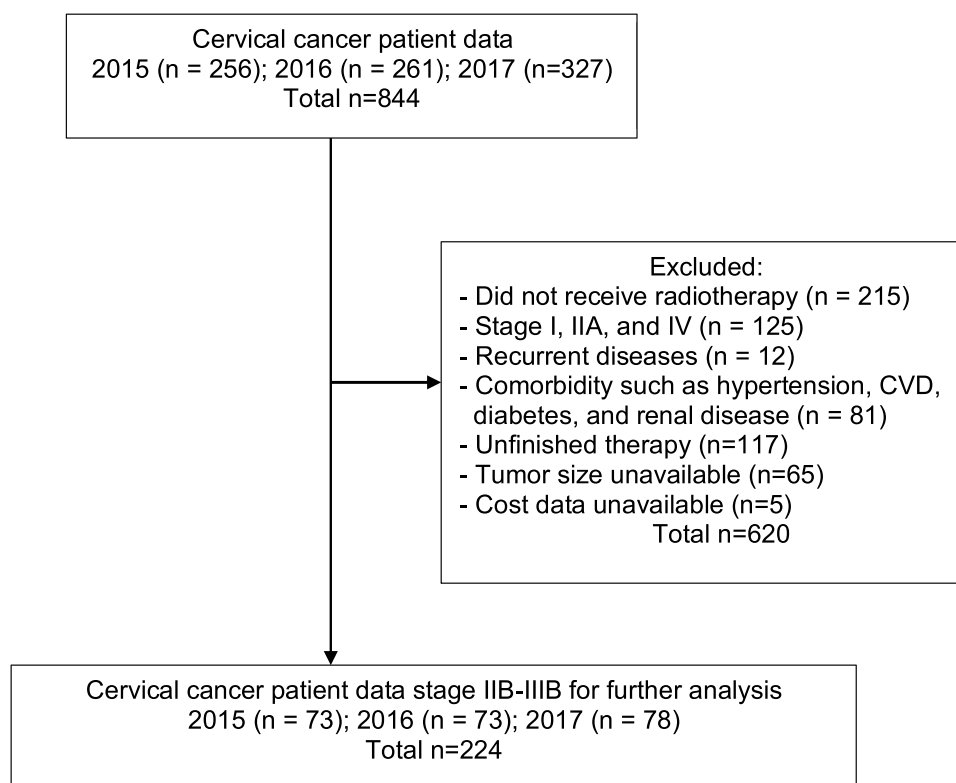 Cervical cancer patient data
2015 (n = 256); 2016 (n = 261); 2017 (n=327)
Total n=844
Excluded:
- Did not receive radiotherapy (n = 215)
- Stage I, IIA, and IV (n = 125)
- Recurrent diseases (n = 12)
- Comorbidity such as hypertension, CVD,
diabetes, and renal disease (n = 81)
- Unfinished therapy (n=117)
- Tumor size unavailable (n=65)
- Cost data unavailable (n=5)
Total n=620
Cervical cancer patient data stage IIB-IIIB for further analysis
2015 (n = 73); 2016 (n = 73); 2017 (n = 78)
Total n=224